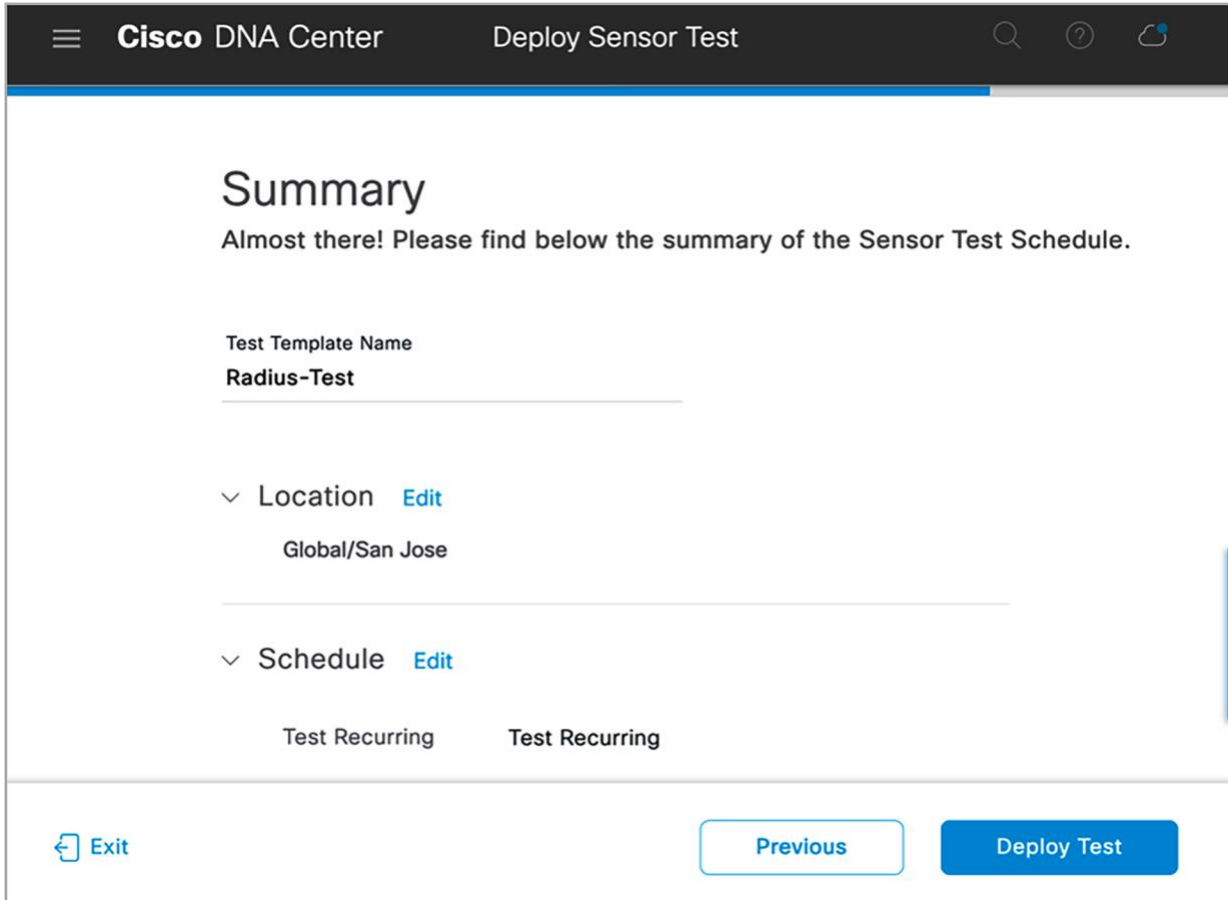 Cisco DNA Center Deploy Sensor Test
Summary
Almost there! Please find below the summary of the Sensor Test Schedule.
Test Template Name
Radius-Test
Location Edit
Global/San Jose
Schedule Edit
Test Recurring Test Recurring
Exit Previous Deploy Test